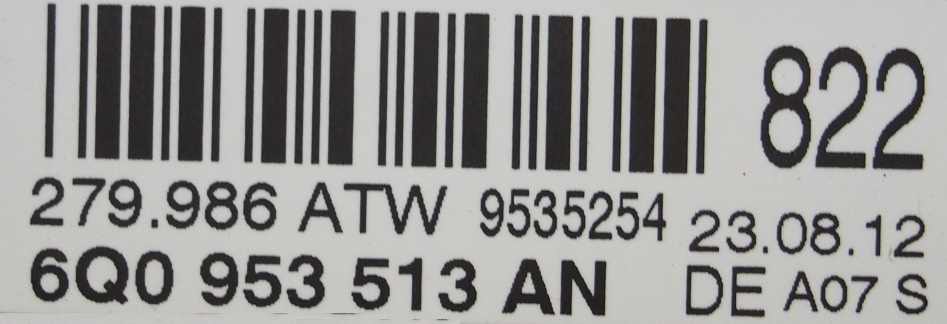 822
279.986 ATW 9535254 23.08.12
6Q0 953 513 AN DE A07 S